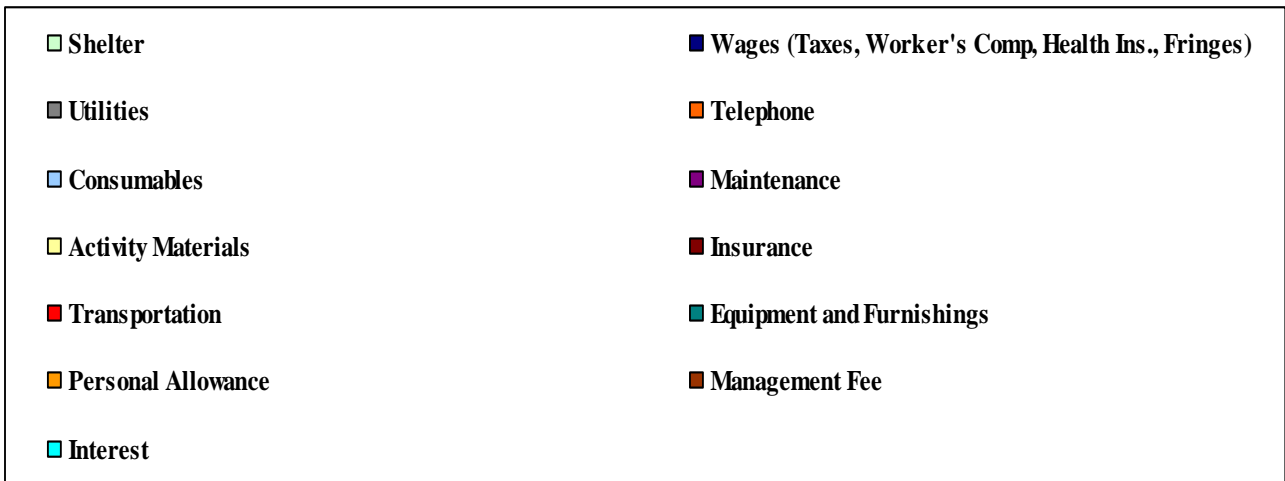 Shelter Wages (Taxes, Worker's Comp, Health Ins., Fringes)
Utilities Telephone
Consumables Maintenance
Activity Materials Insurance
Transportation Equipment and Furnishings
Personal Allowance Management Fee
Interest